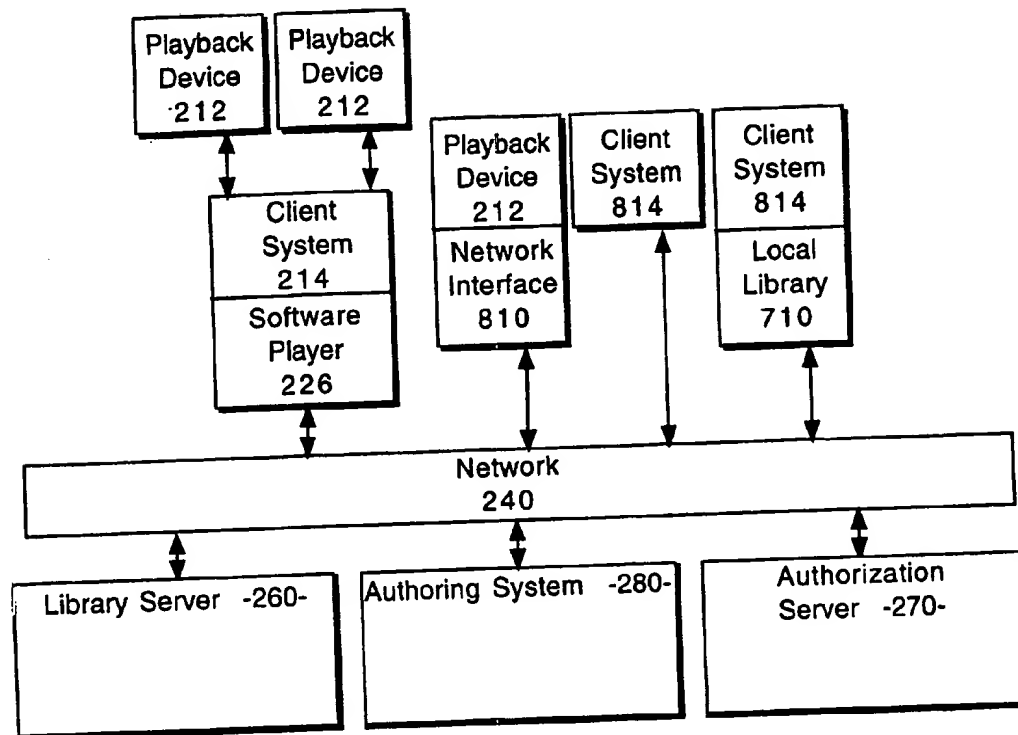 Playback
Device
212
Playback
Device
212
Playback
Device
212
Network
Interface
810
Client
System
814
Client
System
814
Local
Library
710
Client
System
214
Software
Player
226
Network
240
Library Server -260-
Authoring System -280-
Authorization
Server -270-